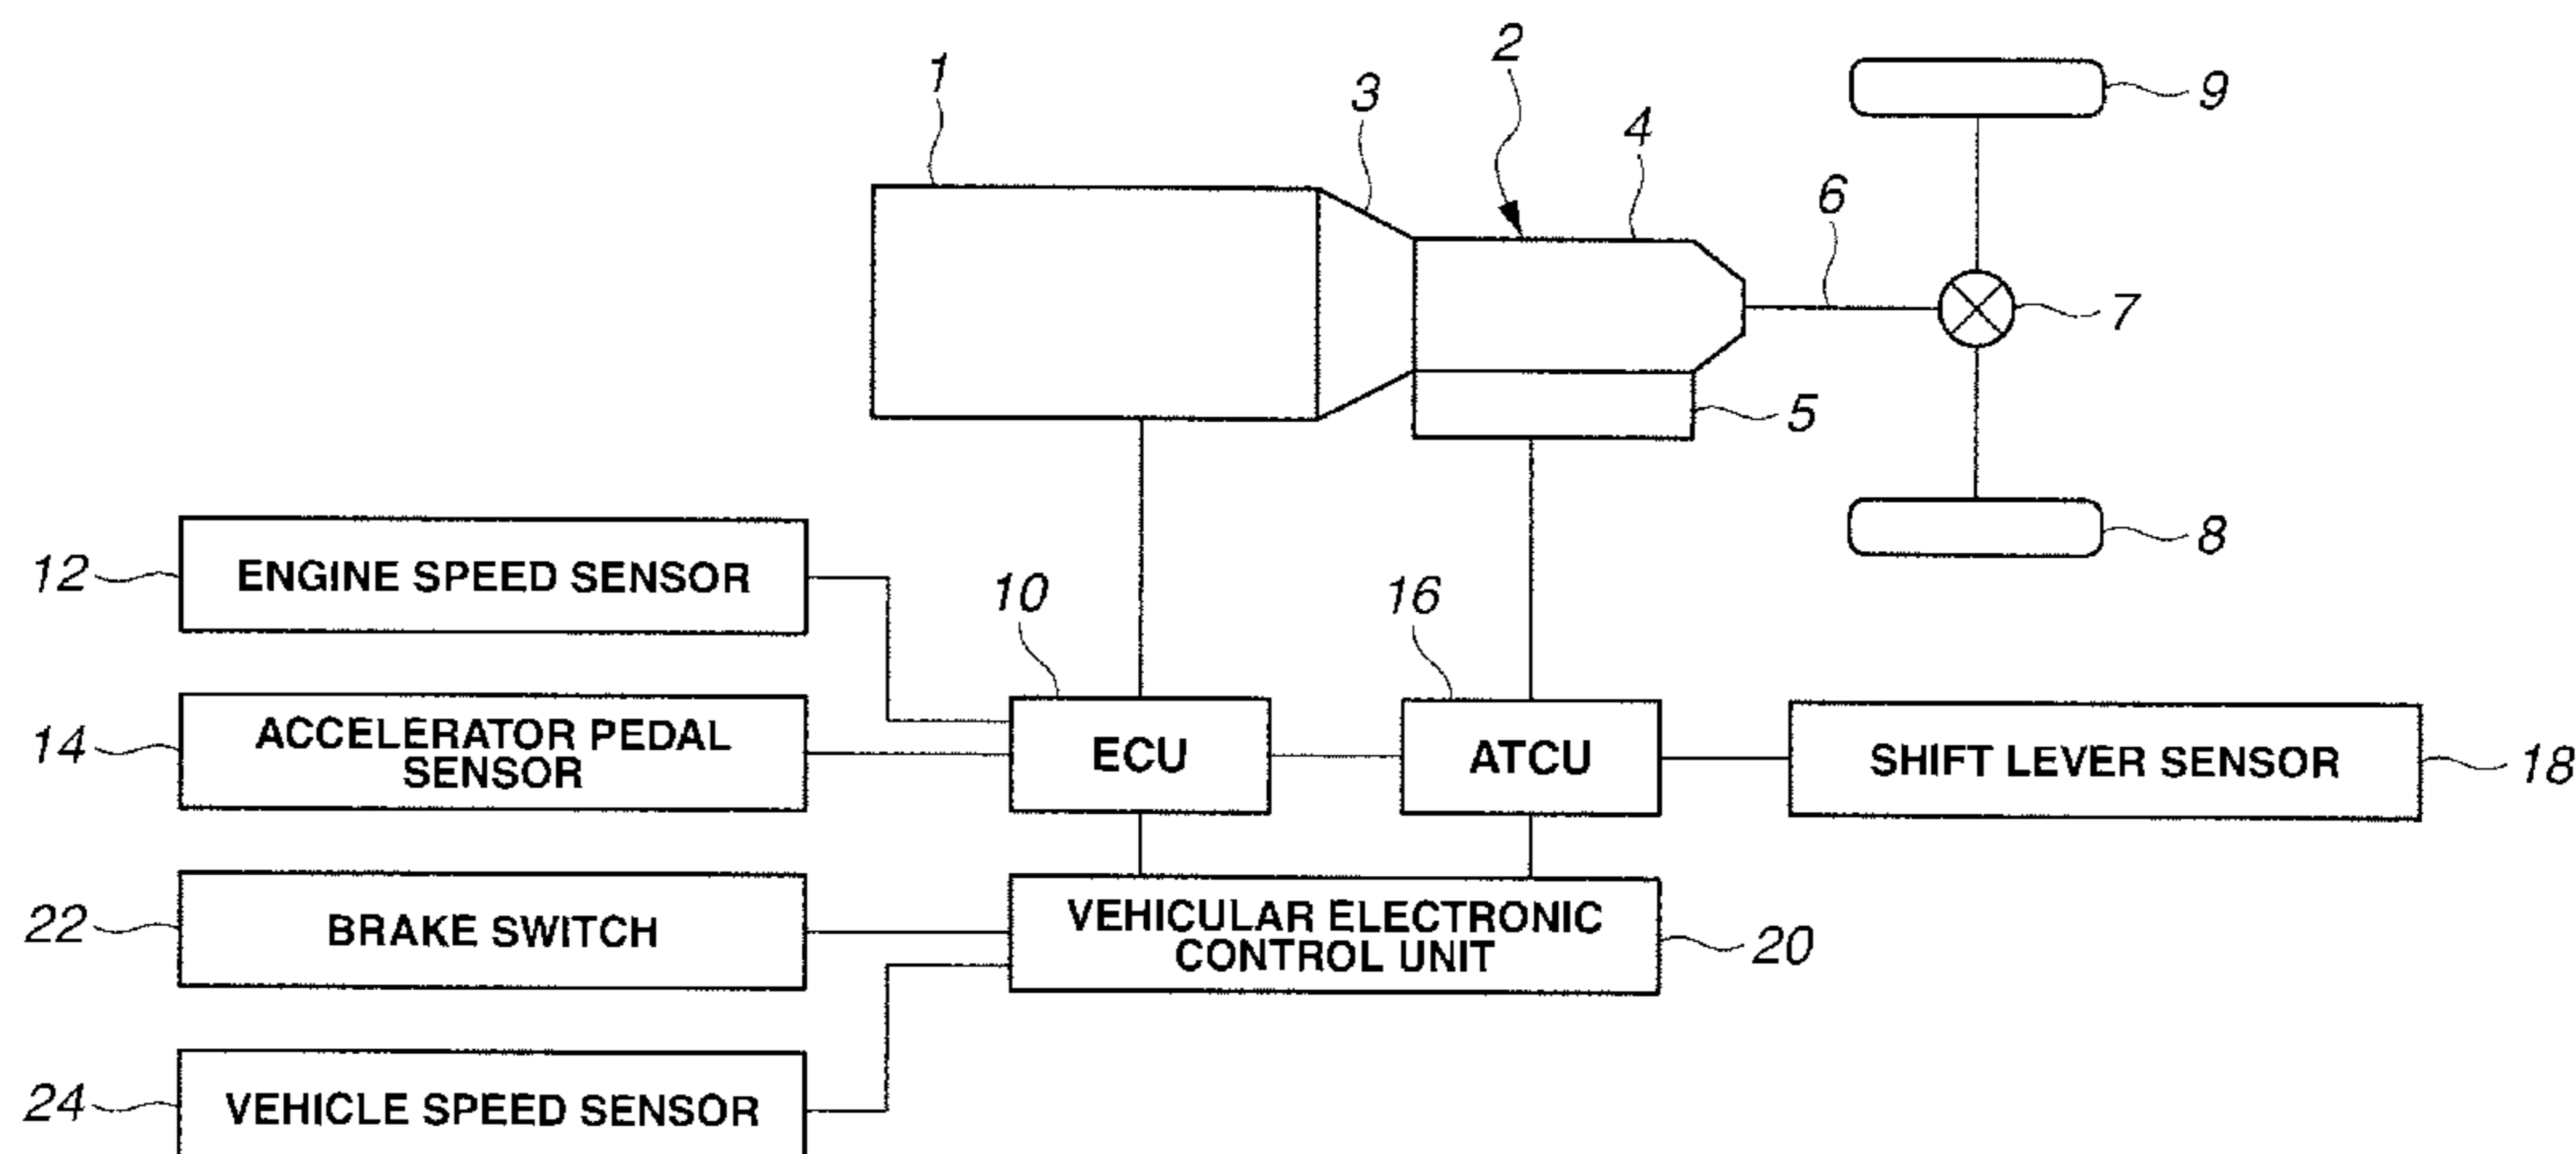 1
2
3
4
9
6
7
5
8
12
ENGINE SPEED SENSOR
10
16
14
ACCELERATOR PEDAL
SENSOR
ECU
ATCU
SHIFT LEVER SENSOR
18
22
BRAKE SWITCH
VEHICULAR ELECTRONIC
CONTROL UNIT
20
24
VEHICLE SPEED SENSOR